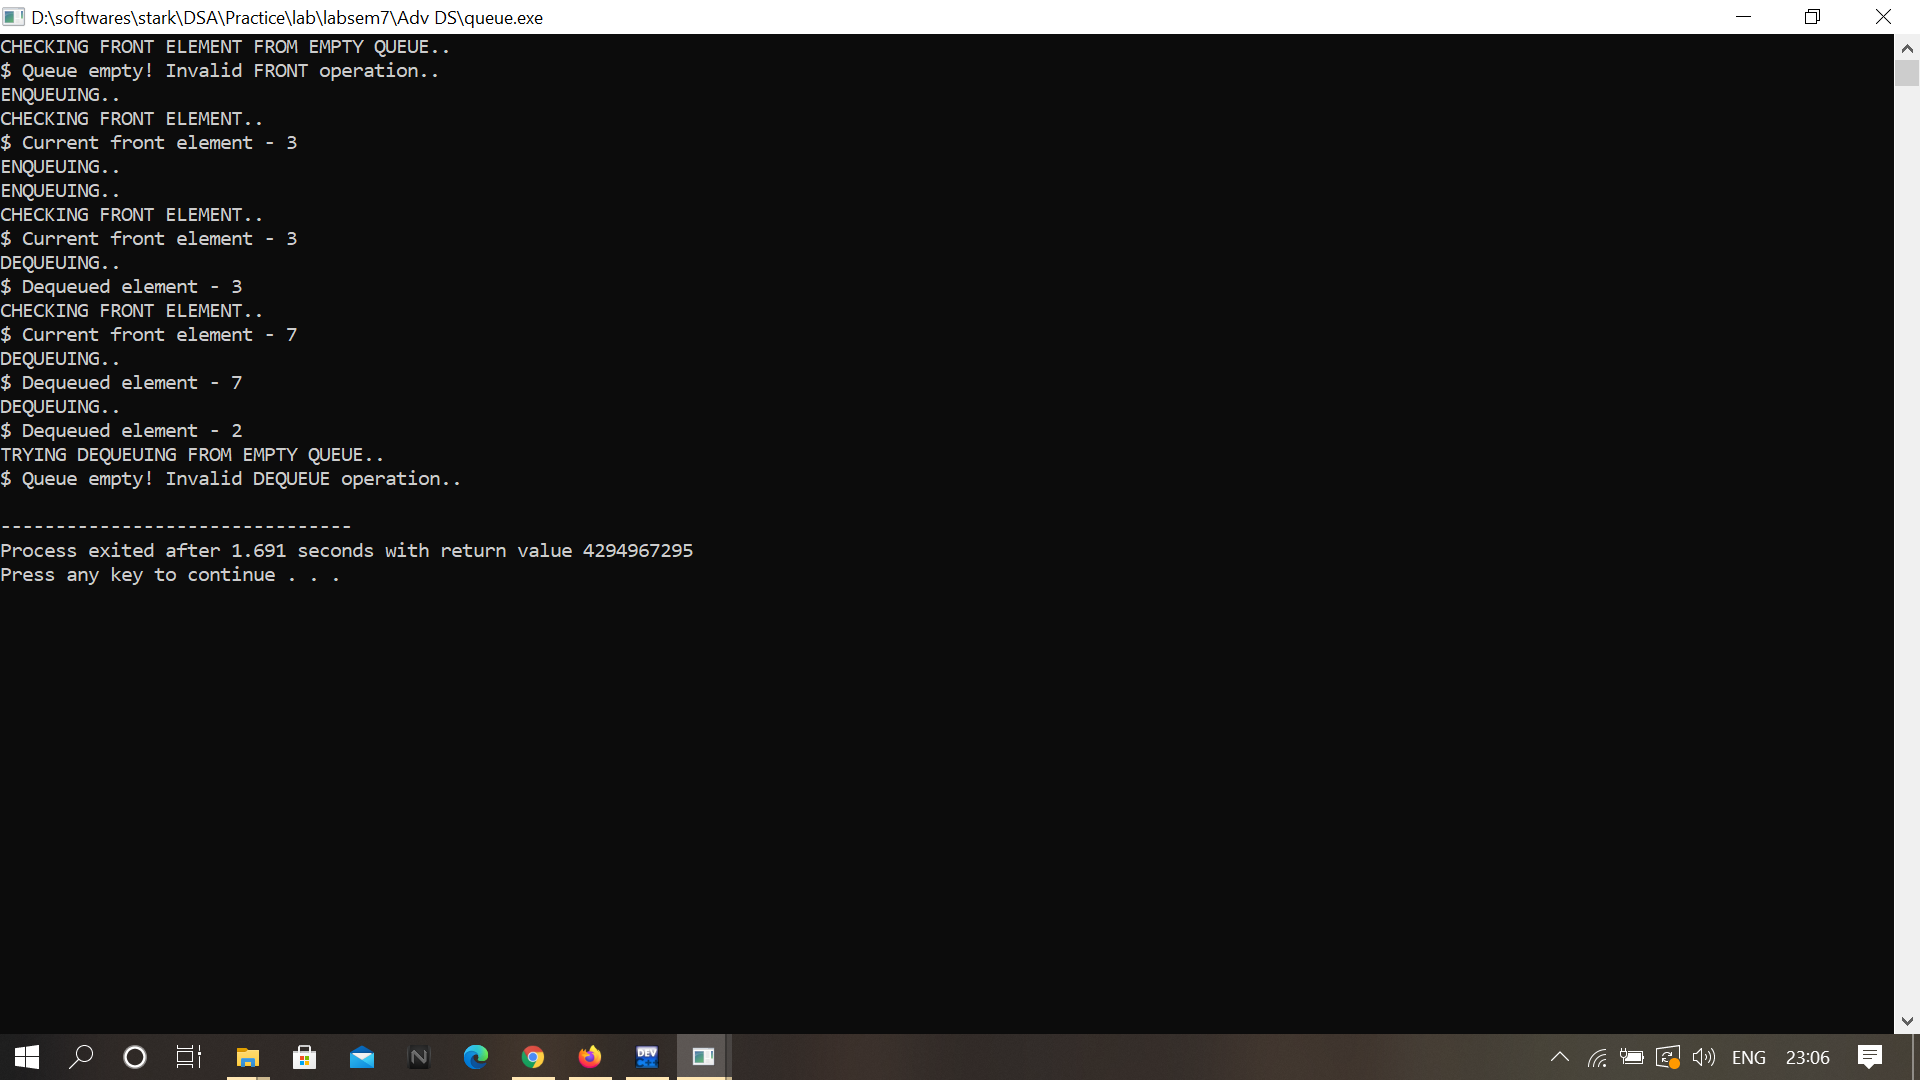 D:\softwares\stark\DSA\Practice\lab\labsem7\Adv DS\queue.exe
CHECKING FRONT ELEMENT FROM EMPTY QUEUE..
$ Queue empty! Invalid FRONT operation..
ENQUEUING..
CHECKING FRONT ELEMENT..
$ Current front element - 3
ENQUEUING..
ENQUEUING..
CHECKING FRONT ELEMENT..
$ Current front element - 3
DEQUEUING..
$ Dequeued element - 3
CHECKING FRONT ELEMENT..
$ Current front element - 7
DEQUEUING..
$ Dequeued element - 7
DEQUEUING..
$ Dequeued element - 2
TRYING DEQUEUING FROM EMPTY QUEUE..
$ Queue empty! Invalid DEQUEUE operation..
--------------------------------
Process exited after 1.691 seconds with return value 4294967295
Press any key to continue . . .
N
DEV
C++
ENG
23:06